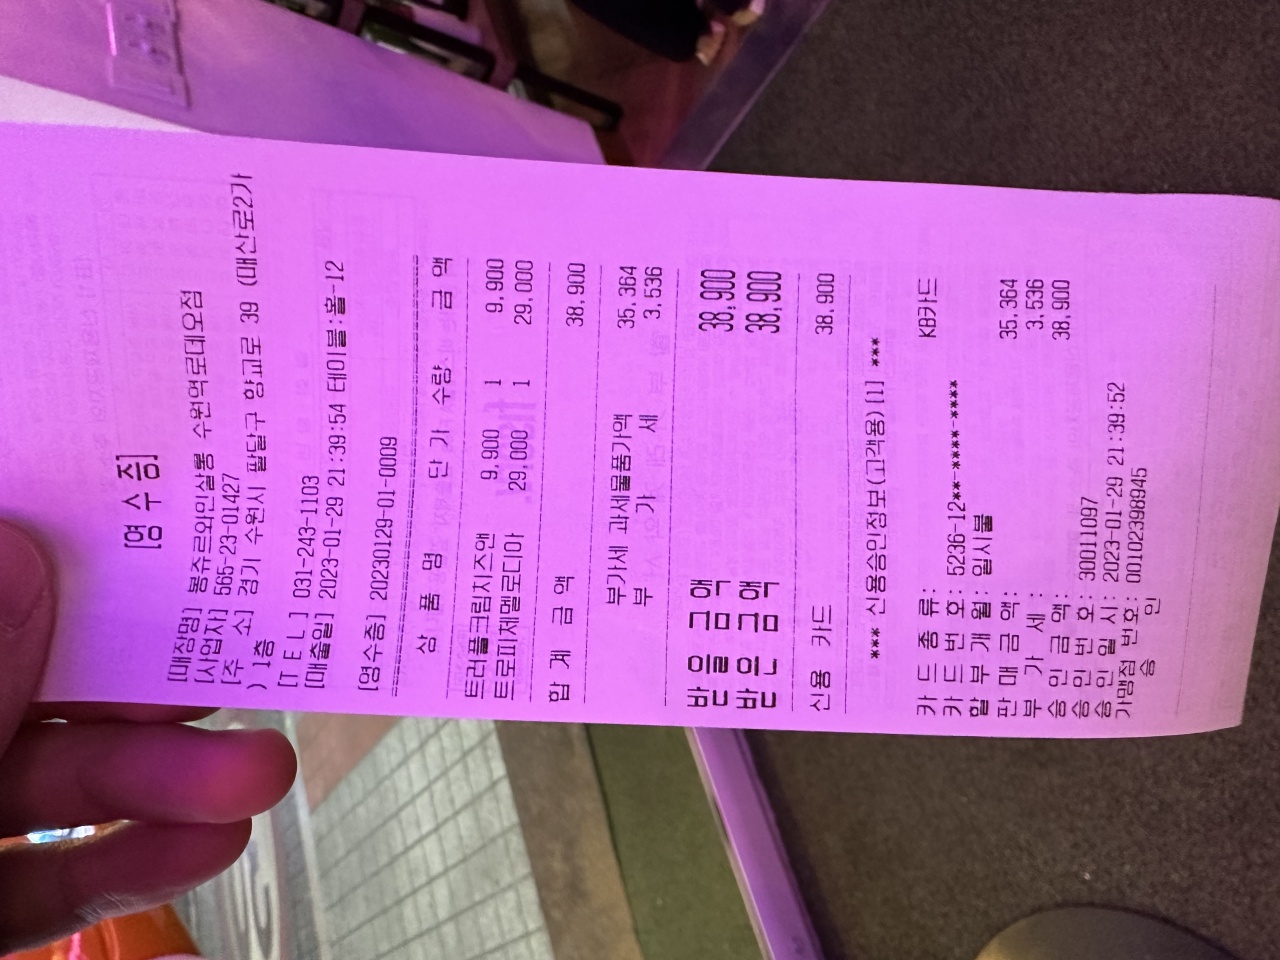 [영 수 증]
[매장명] 봉쥬르와인살롱 수원역로데오점
[사업자] 565-23-01427
[주 소] 경기 수원시 팔달구 향교로 39 (매산로2가
) 1층
[T E L ] 031-243-1103
[매출일] 2023-01-29 21:39:54 테이블:홀-12
[영수증] 20230129-01-0009
상 품 명 단 가 수량 금 액
트러플크림치즈앤 9,900 1 9,900
트로피체멜로디아 29,000 1 29,000
합 계 금 액 38,900
부가세 과세물품가액 35,364
부 가 세 3,536
받을금액 38,900
받은금액 38,900
신용 카드 38,900
*** 신용승인정보(고객용) [1] ***
카 드 종 류: KB카드
카 드 번 호: 5236-12**-****-****
할 부 개 월: 일시불
판 매 금 액: 35,364
부 가 세 : 3,536
승 인 금 액: 38,900
승 인 번 호: 30011097
승 인 일 시: 2023-01-29 21:39:52
가맹점 번호: 00102398945
승 인